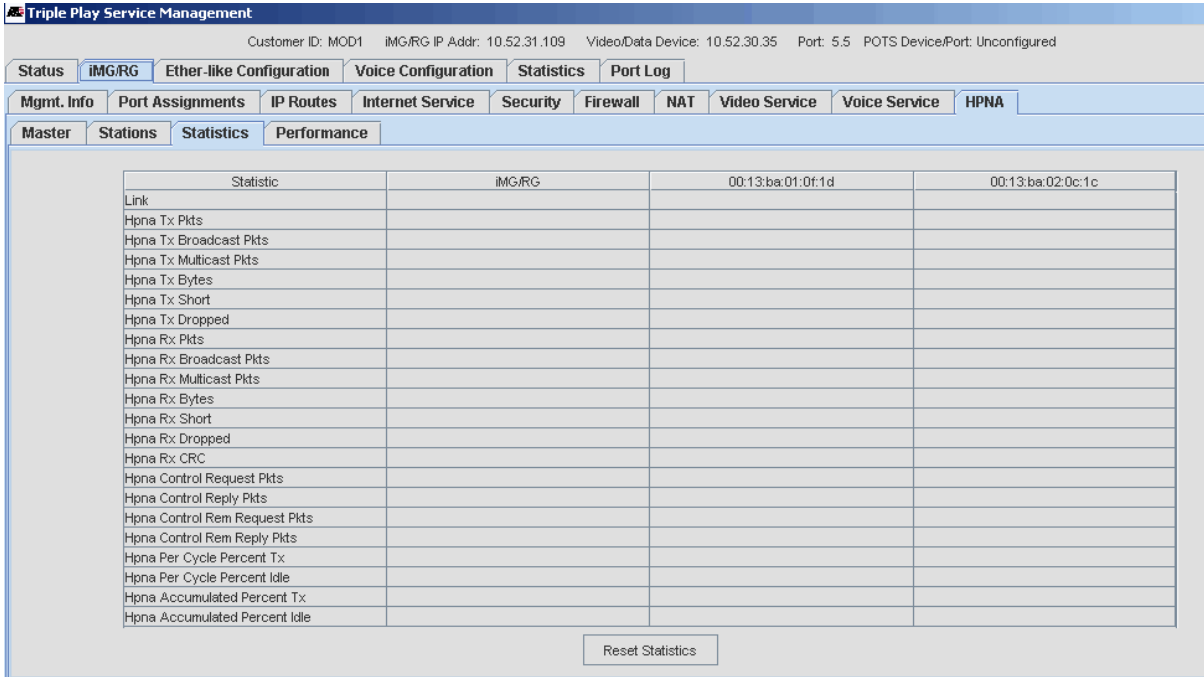 Triple Play Service Management
Customer ID: MOD1 iMG/RG IP Addr: 10.52.31.109 Video/Data Device: 10.52.30.35 Port: 5.5 POTS Device/Port: Unconfigured
Status iMG/RG Ether-like Configuration Voice Configuration Statistics Port Log
Mgmt. Info Port Assignments IP Routes Internet Service Security Firewall NAT Video Service Voice Service HPNA
Master Stations Statistics Performance
Statistic iMG/RG 00:13:ba:01:0f:1d 00:13:ba:02:0c:1c
Link
Hpna Tx Pkts
Hpna Tx Broadcast Pkts
Hpna Tx Multicast Pkts
Hpna Tx Bytes
Hpna Tx Short
Hpna Tx Dropped
Hpna Rx Pkts
Hpna Rx Broadcast Pkts
Hpna Rx Multicast Pkts
Hpna Rx Bytes
Hpna Rx Short
Hpna Rx Dropped
Hpna Rx CRC
Hpna Control Request Pkts
Hpna Control Reply Pkts
Hpna Control Rem Request Pkts
Hpna Control Rem Reply Pkts
Hpna Per Cycle Percent Tx
Hpna Per Cycle Percent Idle
Hpna Accumulated Percent Tx
Hpna Accumulated Percent Idle
Reset Statistics